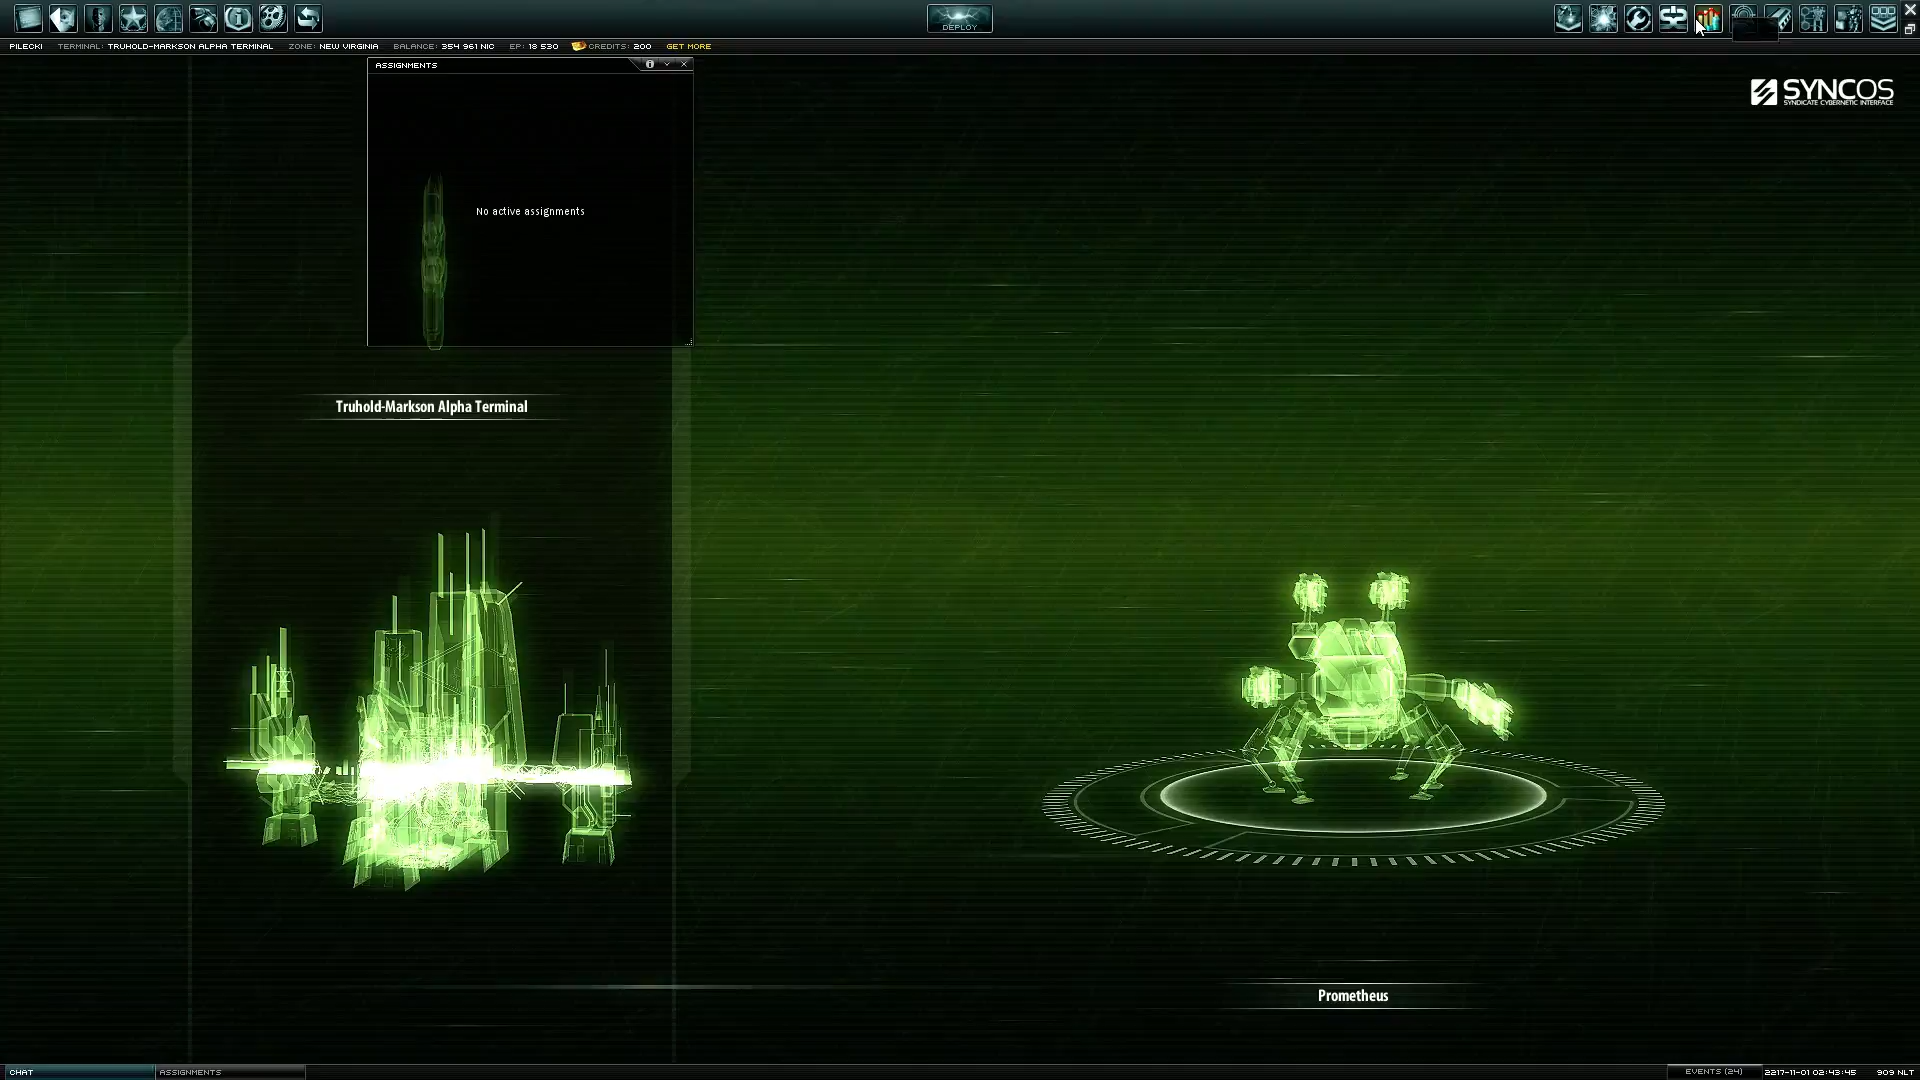 DEPLOY
PILECKI TERMINAL: TRUHOLD-MARKSON ALPHA TERMINAL ZONE: NEW VIRGINIA BALANCE: 354 961 NIC EP: 18 530 CREDITS: 200 GET MORE
ASSIGNMENTS
SYNCOS
SYNDICATE CYBERNETIC INTERFACE
No active assignments
Truhold-Markson Alpha Terminal
Prometheus
CHAT ASSIGNMENTS EVENTS (24) 2217-11-01 02:43:45 909 NLT